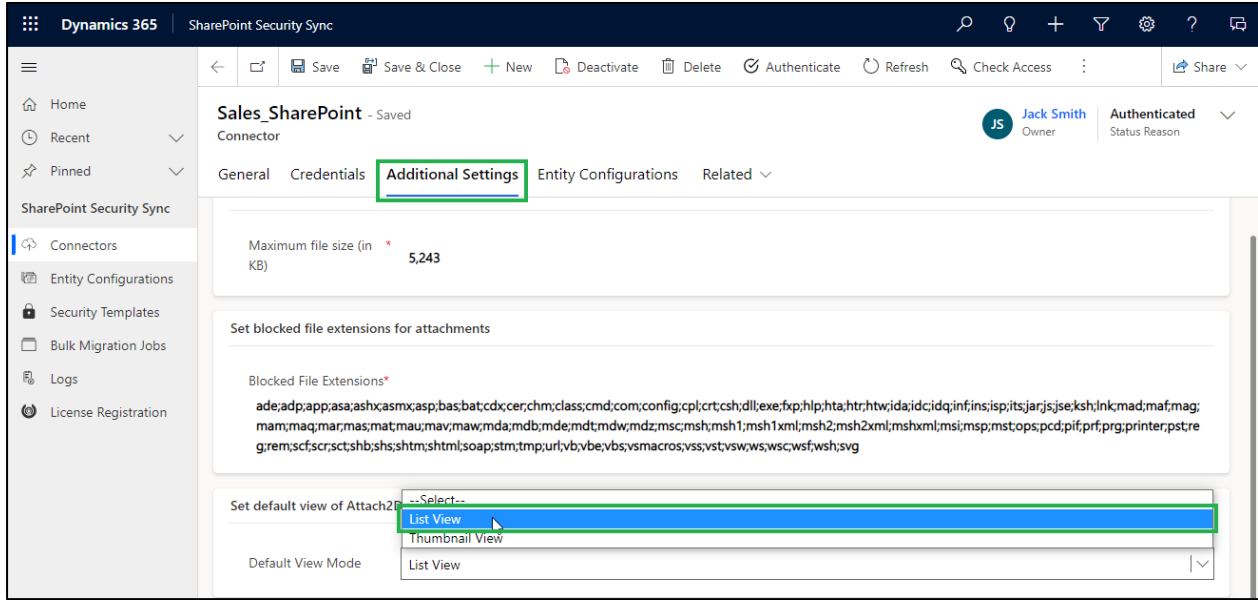 Dynamics 365 SharePoint Security Sync
Save Save & Close New Deactivate Delete Authenticate Refresh Check Access Share
Home
Recent
Pinned
SharePoint Security Sync
Connectors
Entity Configurations
Security Templates
Bulk Migration Jobs
Logs
License Registration
Sales_SharePoint - Saved
Connector
JS
Jack Smith
Owner
Authenticated
Status Reason
General Credentials Additional Settings Entity Configurations Related
Maximum file size (in *
KB)
5,243
Set blocked file extensions for attachments
Blocked File Extensions*
ade;adp;app;asa;ashx;asmx;asp;bas;bat;cdx;cer;chm;class;cmd;com;config;cpl;crt;csh;dll;exe;fxp;hlp;hta;htr;htw;ida;idc;idq;inf;ins;isp;its;jar;js;jse;ksh;lnk;mad;maf;mag;
mam;maq;mar;mas;mat;mau;mav;maw;mda;mdb;mde;mdt;mdw;mdz;msc;msh;msh1;msh1xml;msh2;msh2xml;mshxml;msi;msp;mst;ops;pcd;pif;prf;prg;printer;pst;re
g;rem;scf;scr;sct;shb;shs;shtm;shtml;soap;stm;tmp;url;vb;vbe;vbs;vsmacros;vss;vst;vsw;ws;wsc;wsf;wsh;svg
Set default view of Attach2D
--Select--
List View
Thumbnail View
Default View Mode
List View